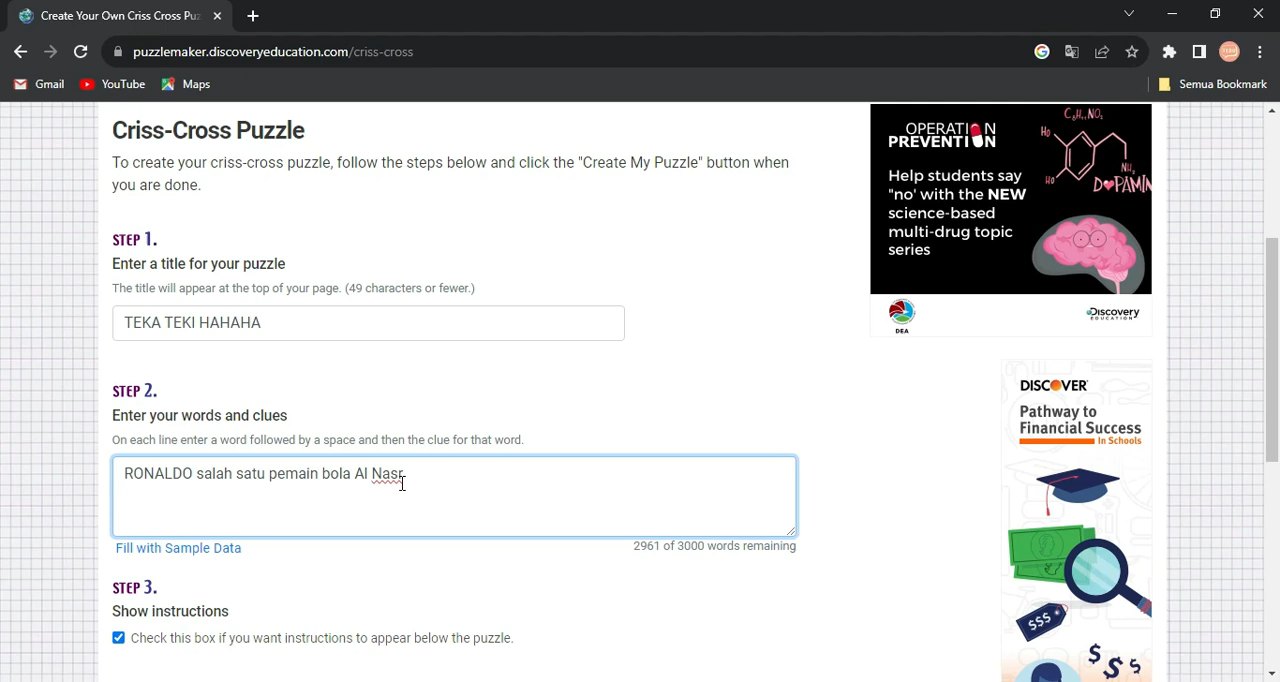 Create Your Own Criss Cross Puz
puzzlemaker.discoveryeducation.com/criss-cross
Gmail
YouTube
Maps
Semua Bookmark
Criss-Cross Puzzle
To create your criss-cross puzzle, follow the steps below and click the "Create My Puzzle" button when
you are done.
STEP 1.
Enter a title for your puzzle
The title will appear at the top of your page. (49 characters or fewer.)
TEKA TEKI HAHAHA
STEP 2.
Enter your words and clues
On each line enter a word followed by a space and then the clue for that word.
RONALDO salah satu pemain bola Al Nasr
Fill with Sample Data
2961 of 3000 words remaining
STEP 3.
Show instructions
Check this box if you want instructions to appear below the puzzle.
OPERATION
PREVENTION
Help students say
"no' with the NEW
science-based
multi-drug topic
series
C₈H₁₁NO₂
HO
HO
NH₂
DOPAMIN
DEA
Discovery
EDUCATION
DISCOVER
Pathway to
Financial Success
in Schools
$$$
$$$